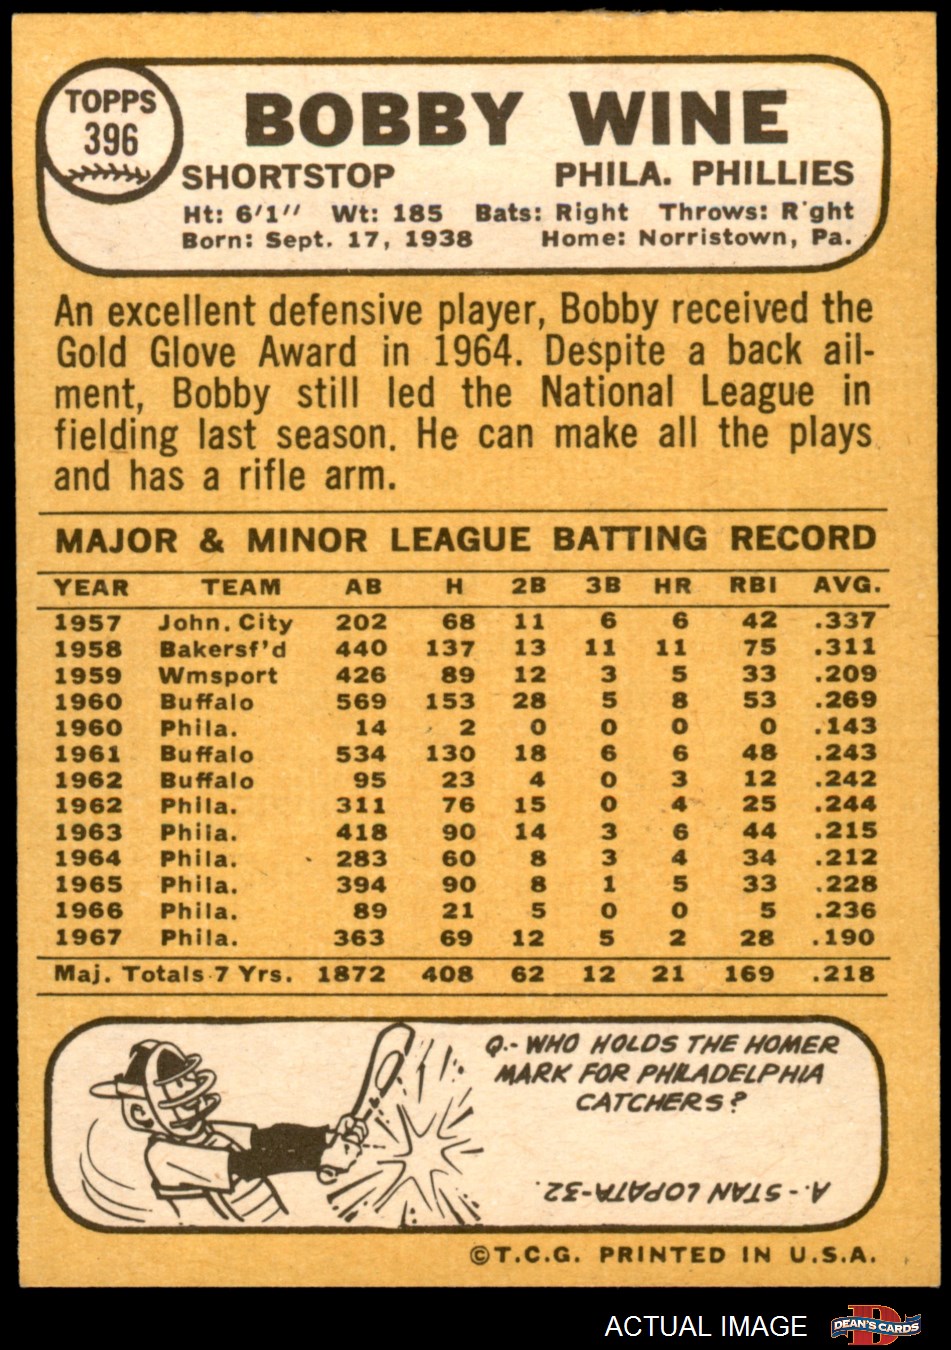 TOPPS
396
BOBBY WINE
SHORTSTOP PHILA. PHILLIES
Ht: 6'1" Wt: 185 Bats: Right Throws: R'ght
Born: Sept. 17, 1938 Home: Norristown, Pa.
An excellent defensive player, Bobby received the
Gold Glove Award in 1964. Despite a back ail-
ment, Bobby still led the National League in
fielding last season. He can make all the plays
and has a rifle arm.
MAJOR & MINOR LEAGUE BATTING RECORD
YEAR TEAM AB H 2B 3B HR RBI AVG.
1957 John. City 202 68 11 6 6 42 .337
1958 Bakersf'd 440 137 13 11 11 75 .311
1959 Wmsport 426 89 12 3 5 33 .209
1960 Buffalo 569 153 28 5 8 53 .269
1960 Phila. 14 2 0 0 0 0 .143
1961 Buffalo 534 130 18 6 6 48 .243
1962 Buffalo 95 23 4 0 3 12 .242
1962 Phila. 311 76 15 0 4 25 .244
1963 Phila. 418 90 14 3 6 44 .215
1964 Phila. 283 60 8 3 4 34 .212
1965 Phila. 394 90 8 1 5 33 .228
1966 Phila. 89 21 5 0 0 5 .236
1967 Phila. 363 69 12 5 2 28 .190
Maj. Totals 7 Yrs. 1872 408 62 12 21 169 .218
Q.- WHO HOLDS THE HOMER
MARK FOR PHILADELPHIA
CATCHERS?
A.- STAN LOPATA-32.
©T.C.G. PRINTED IN U.S.A.
ACTUAL IMAGE
DEAN'S CARDS